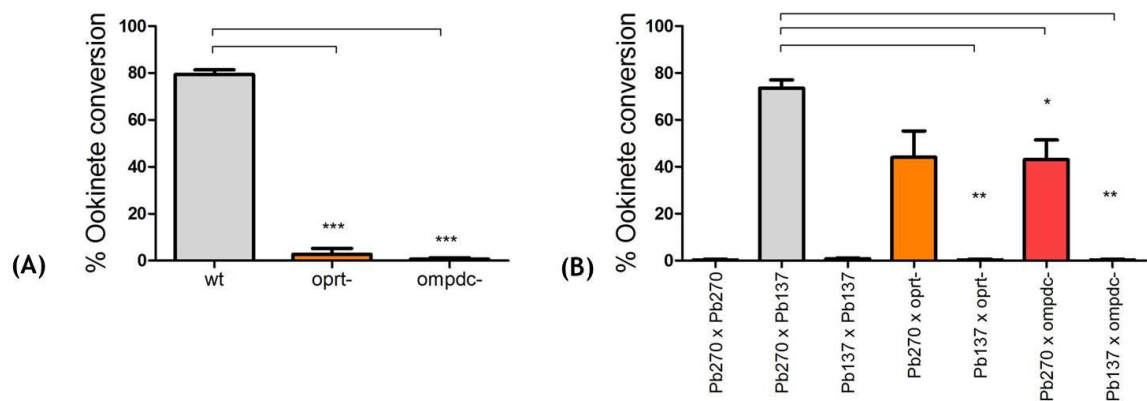 100
80
60
40
20
0
% Ookinete conversion
***
***
wt
oprt-
ompdc-
(A)
100
80
60
40
20
0
% Ookinete conversion
*
**
**
Pb270 x Pb270
Pb270 x Pb137
Pb137 x Pb137
Pb270 x oprt-
Pb137 x oprt-
Pb270 x ompdc-
Pb137 x ompdc-
(B)